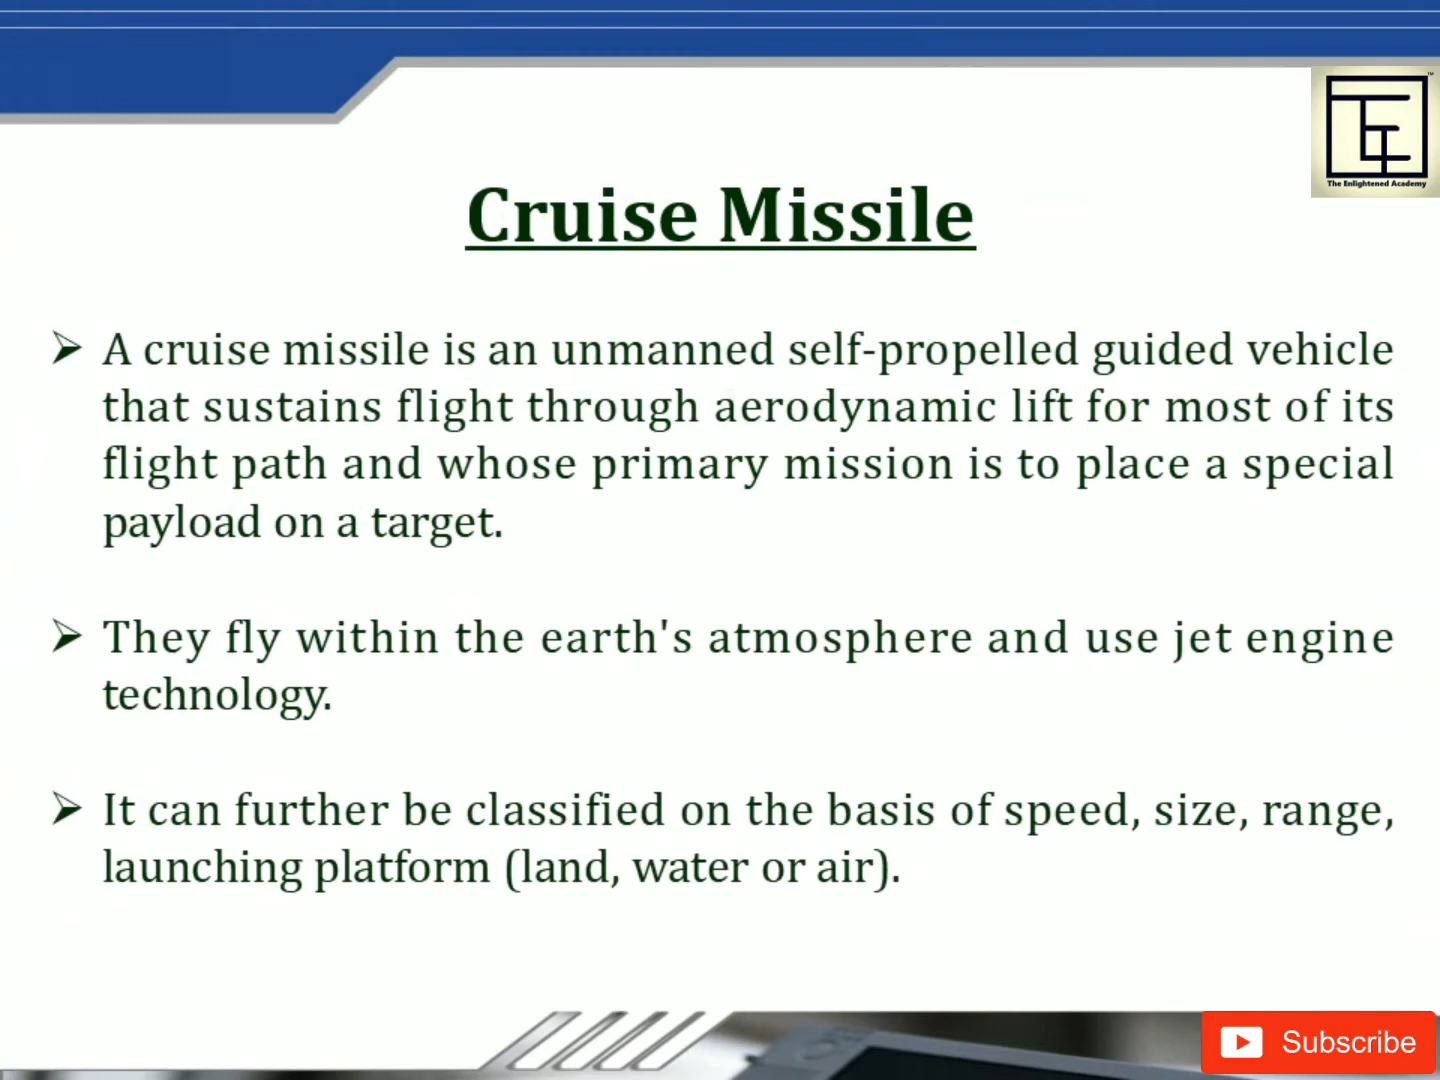 TM
The Enlightened Academy
Cruise Missile
➢ A cruise missile is an unmanned self-propelled guided vehicle
that sustains flight through aerodynamic lift for most of its
flight path and whose primary mission is to place a special
payload on a target.
➢ They fly within the earth's atmosphere and use jet engine
technology.
➢ It can further be classified on the basis of speed, size, range,
launching platform (land, water or air).
Subscribe